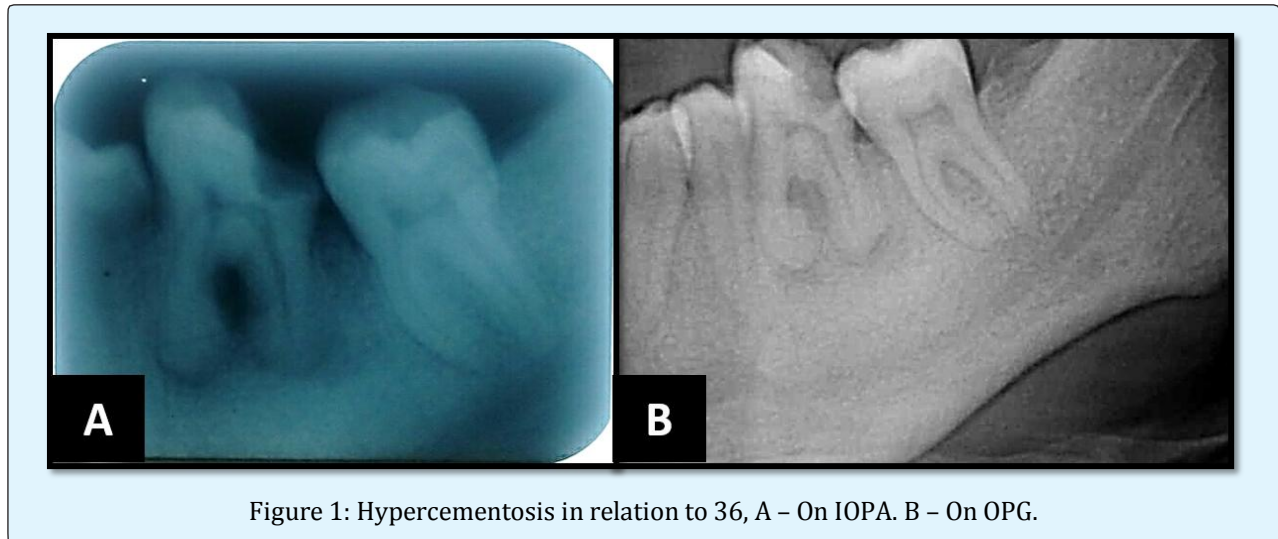 A
B
Figure 1: Hypercementosis in relation to 36, A – On IOPA. B – On OPG.